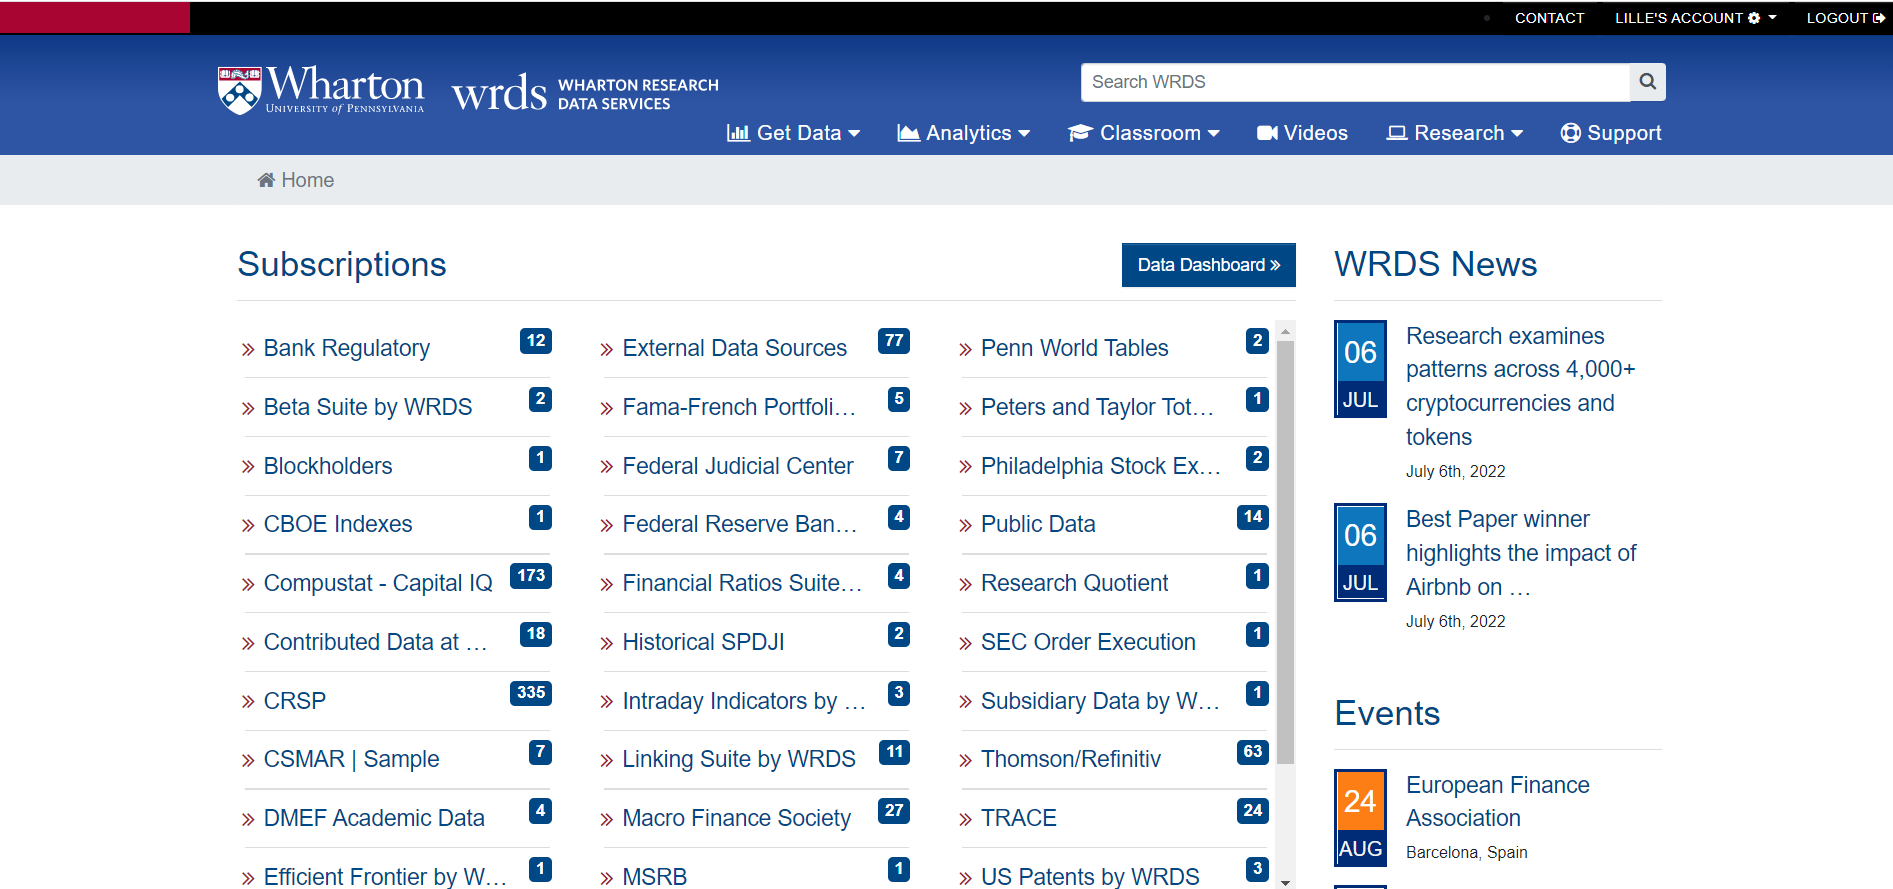 CONTACT
LILLE'S ACCOUNT
LOGOUT
Wharton
UNIVERSITY of PENNSYLVANIA
wrds
WHARTON RESEARCH
DATA SERVICES
Search WRDS
Get Data
Analytics
Classroom
Videos
Research
Support
Home
Subscriptions
Data Dashboard »
» Bank Regulatory 12
» Beta Suite by WRDS 2
» Blockholders 1
» CBOE Indexes 1
» Compustat - Capital IQ 173
» Contributed Data at … 18
» CRSP 335
» CSMAR | Sample 7
» DMEF Academic Data 4
» Efficient Frontier by W… 1
» External Data Sources 77
» Fama-French Portfoli… 5
» Federal Judicial Center 7
» Federal Reserve Ban… 4
» Financial Ratios Suite… 4
» Historical SPDJI 2
» Intraday Indicators by … 3
» Linking Suite by WRDS 11
» Macro Finance Society 27
» MSRB 1
» Penn World Tables 2
» Peters and Taylor Tot… 1
» Philadelphia Stock Ex… 2
» Public Data 14
» Research Quotient 1
» SEC Order Execution 1
» Subsidiary Data by W… 1
» Thomson/Refinitiv 63
» TRACE 24
» US Patents by WRDS 3
WRDS News
06
JUL
Research examines
patterns across 4,000+
cryptocurrencies and
tokens
July 6th, 2022
06
JUL
Best Paper winner
highlights the impact of
Airbnb on …
July 6th, 2022
Events
24
AUG
European Finance
Association
Barcelona, Spain